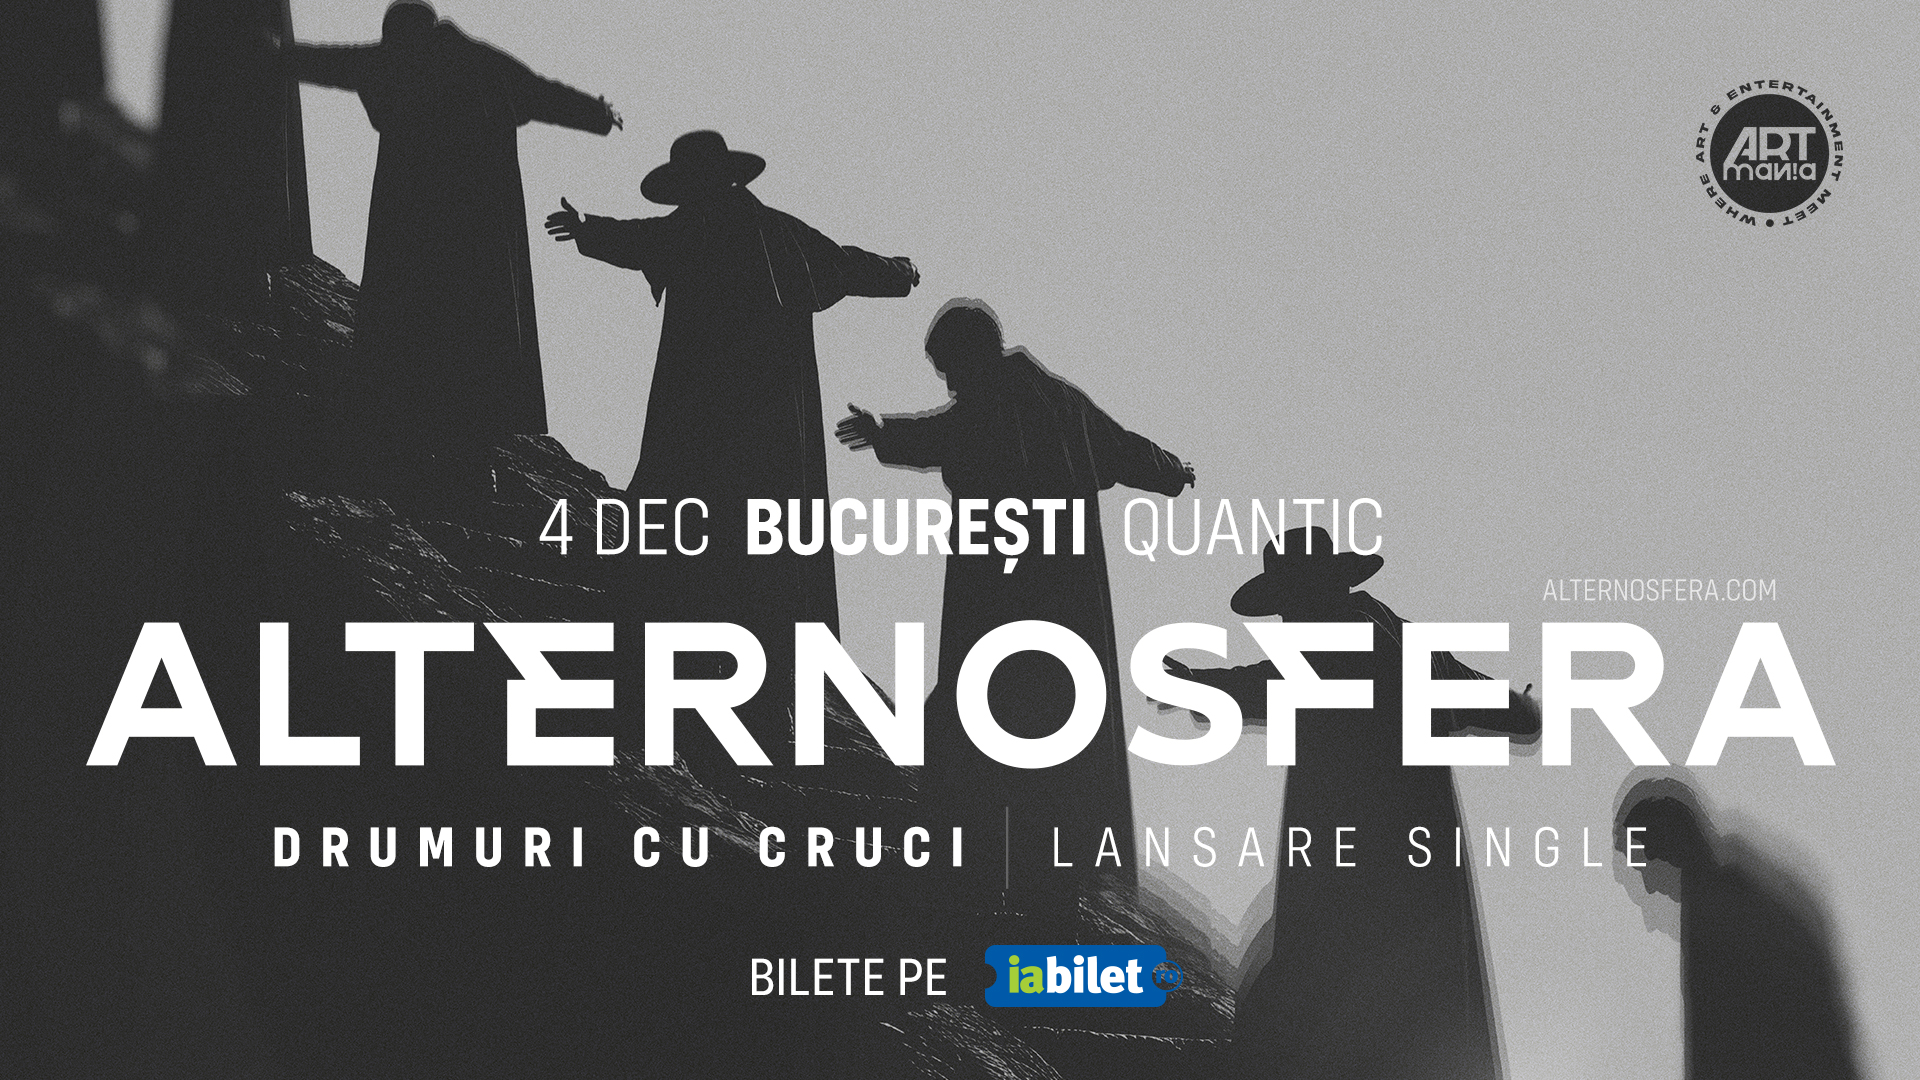 WHERE ART & ENTERTAINMENT MEET •
ART
mania
4 DEC BUCUREȘTI QUANTIC
ALTERNOSFERA.COM
ALTERNOSFERA
DRUMURI CU CRUCI | LANSARE SINGLE
BILETE PE iabilet.ro